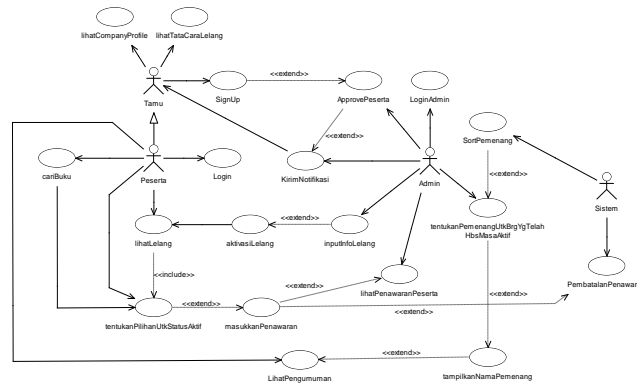 lihatCompanyProfile
lihatTataCaraLelang
<<extend>>
Tamu
SignUp
ApprovePeserta
LoginAdmin
<<extend>>
SortPemenang
cariBuku
Peserta
Login
KirimNotifikasi
Admin
<<extend>>
Sistem
lihatLelang
<<extend>>
aktivasiLelang
inputInfoLelang
tentukanPemenangUtkBrgYgTelah
HbsMasaAktif
<<include>>
<<extend>>
lihatPenawaranPeserta
PembatalanPenawar
<<extend>>
<<extend>>
<<extend>>
tentukanPilihanUtkStatusAktif
masukkanPenawaran
<<extend>>
LihatPengumuman
tampilkanNamaPemenang